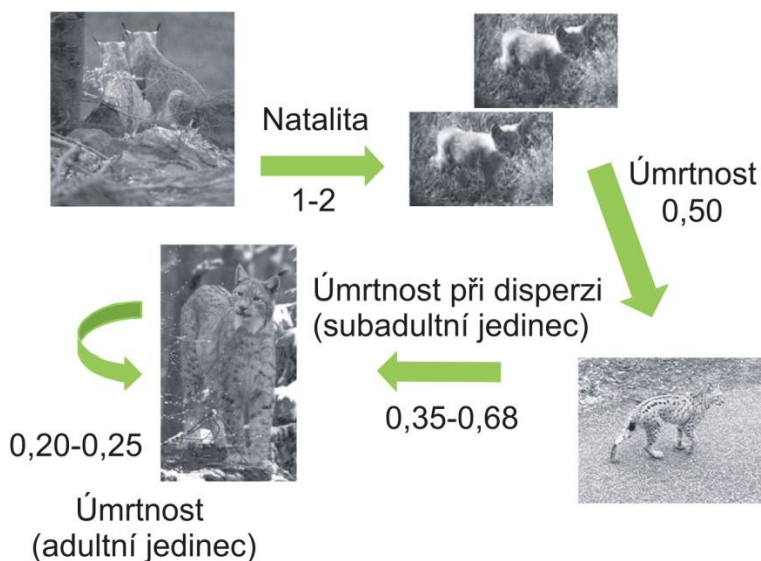 Natalita
1-2
Úmrtnost
0,50
Úmrtnost při disperzi
(subadultní jedinec)
0,35-0,68
0,20-0,25
Úmrtnost
(adultní jedinec)